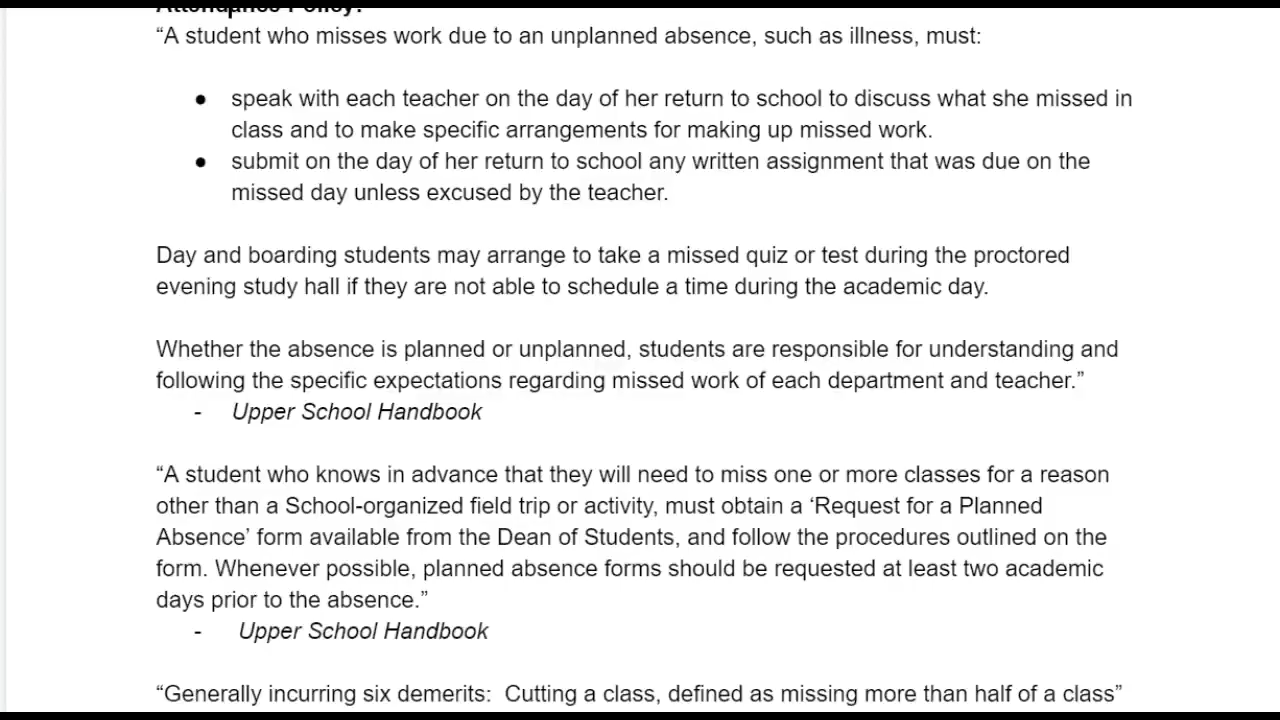 Attendance Policy:
“A student who misses work due to an unplanned absence, such as illness, must:
● speak with each teacher on the day of her return to school to discuss what she missed in
class and to make specific arrangements for making up missed work.
● submit on the day of her return to school any written assignment that was due on the
missed day unless excused by the teacher.
Day and boarding students may arrange to take a missed quiz or test during the proctored
evening study hall if they are not able to schedule a time during the academic day.
Whether the absence is planned or unplanned, students are responsible for understanding and
following the specific expectations regarding missed work of each department and teacher.”
- Upper School Handbook
“A student who knows in advance that they will need to miss one or more classes for a reason
other than a School-organized field trip or activity, must obtain a ‘Request for a Planned
Absence’ form available from the Dean of Students, and follow the procedures outlined on the
form. Whenever possible, planned absence forms should be requested at least two academic
days prior to the absence.”
- Upper School Handbook
“Generally incurring six demerits: Cutting a class, defined as missing more than half of a class”